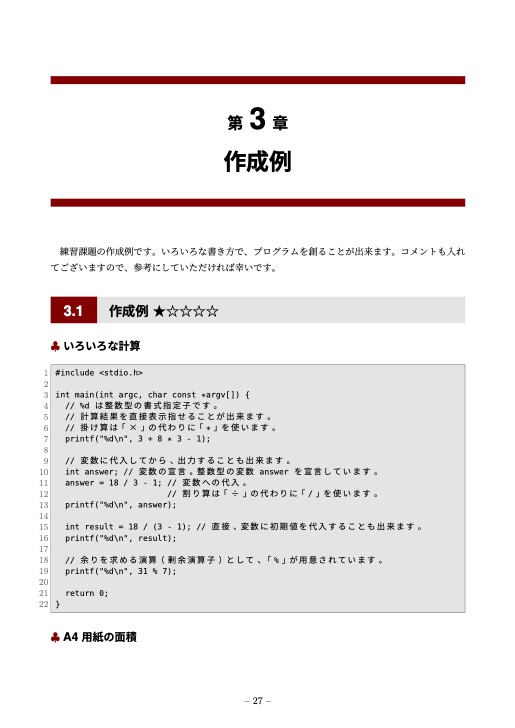 第 3 章
作成例
練習課題の作成例です。いろいろな書き方で、プログラムを創ることが出来ます。コメントも入れ
てございますので、参考にしていただければ幸いです。
3.1 作成例 ★☆☆☆☆
♣ いろいろな計算
1 #include <stdio.h>
2
3 int main(int argc, char const *argv[]) {
4   // %d は整数型の書式指定子です。
5   // 計算結果を直接表示指せることが出来ます。
6   // 掛け算は「×」の代わりに「*」を使います。
7   printf("%d\n", 3 + 8 * 3 - 1);
8
9   // 変数に代入してから、出力することも出来ます。
10   int answer; // 変数の宣言。整数型の変数 answer を宣言しています。
11   answer = 18 / 3 - 1; // 変数への代入。
12                        // 割り算は「÷」の代わりに「/」を使います。
13   printf("%d\n", answer);
14
15   int result = 18 / (3 - 1); // 直接、変数に初期値を代入することも出来ます。
16   printf("%d\n", result);
17
18   // 余りを求める演算(剰余演算子)として、「%」が用意されています。
19   printf("%d\n", 31 % 7);
20
21   return 0;
22 }
♣ A4 用紙の面積
– 27 –